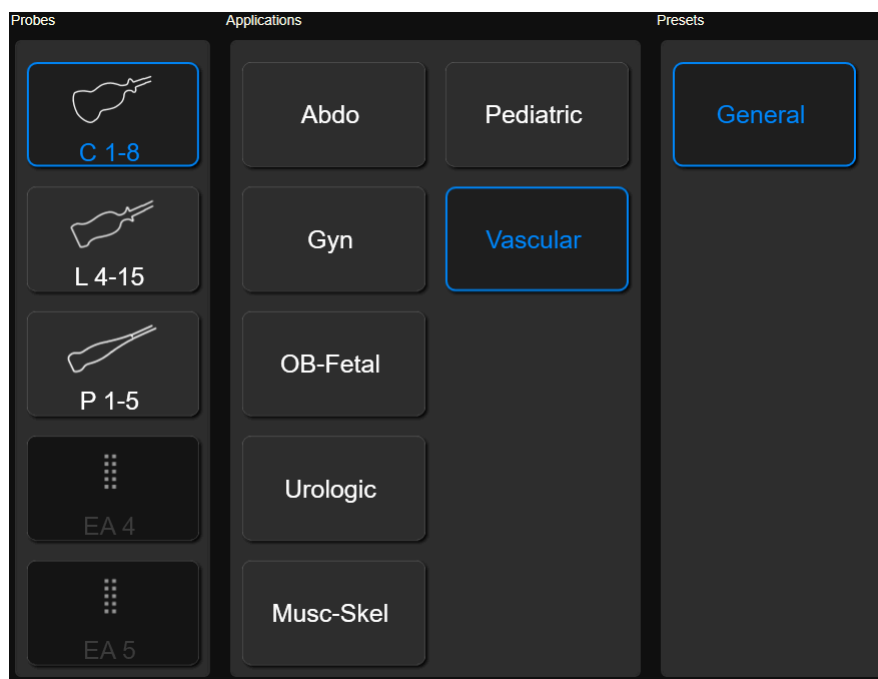 Probes
C 1-8
L 4-15
P 1-5
EA 4
EA 5
Applications
Abdo
Pediatric
Gyn
Vascular
OB-Fetal
Urologic
Musc-Skel
Presets
General